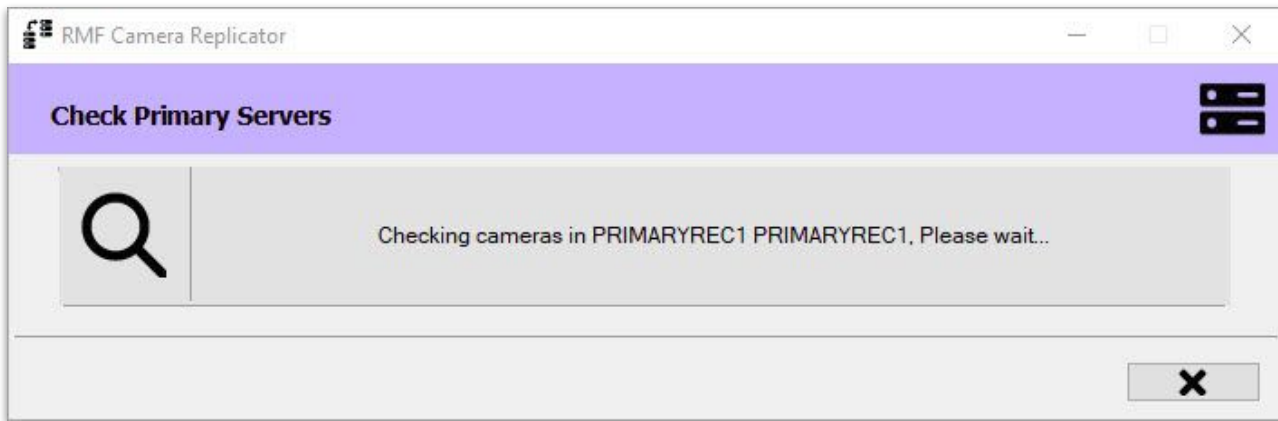 RMF Camera Replicator
Check Primary Servers
Checking cameras in PRIMARYREC1 PRIMARYREC1, Please wait...